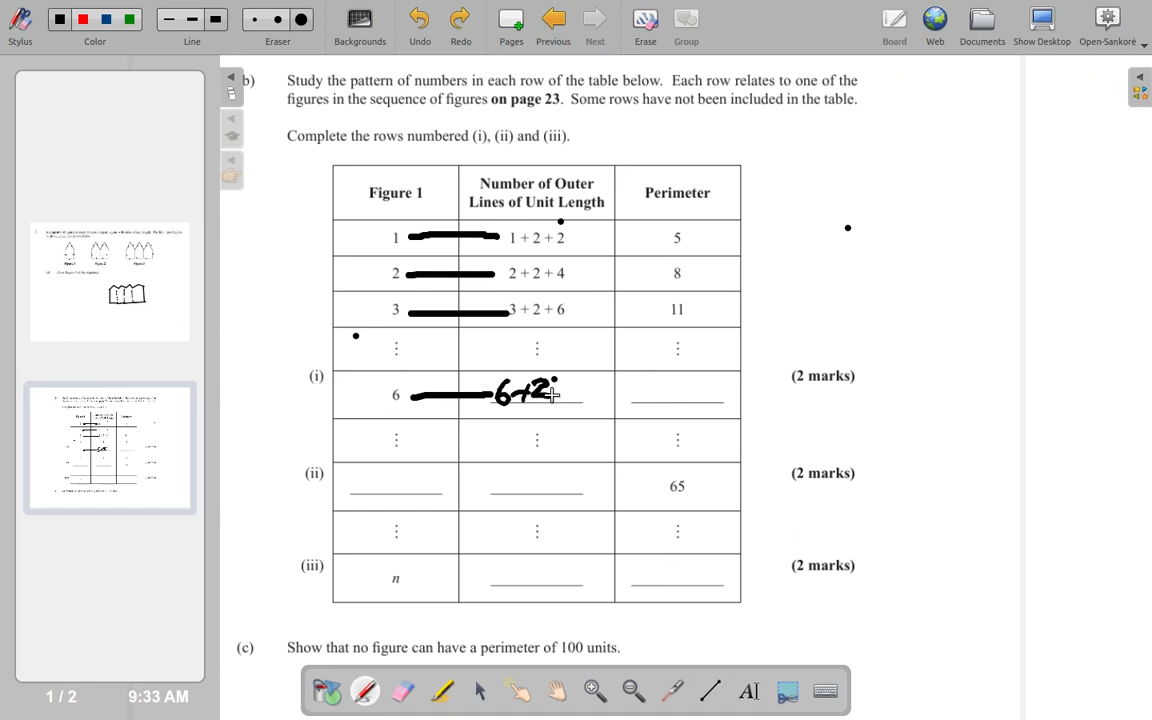 Stylus
Color
Line
Eraser
Backgrounds
Undo
Redo
Pages
Previous
Next
Erase
Group
Board
Web
Documents
Show Desktop
Open-Sankoré
b) Study the pattern of numbers in each row of the table below. Each row relates to one of the
figures in the sequence of figures on page 23. Some rows have not been included in the table.
Complete the rows numbered (i), (ii) and (iii).
Figure 1
Number of Outer
Lines of Unit Length
Perimeter
1 1 + 2 + 2 5
2 2 + 2 + 4 8
3 3 + 2 + 6 11
⋮ ⋮ ⋮
(i) 6 6+2 (2 marks)
⋮ ⋮ ⋮
(ii) 65 (2 marks)
⋮ ⋮ ⋮
(iii) n (2 marks)
(c) Show that no figure can have a perimeter of 100 units.
1 / 2 9:33 AM